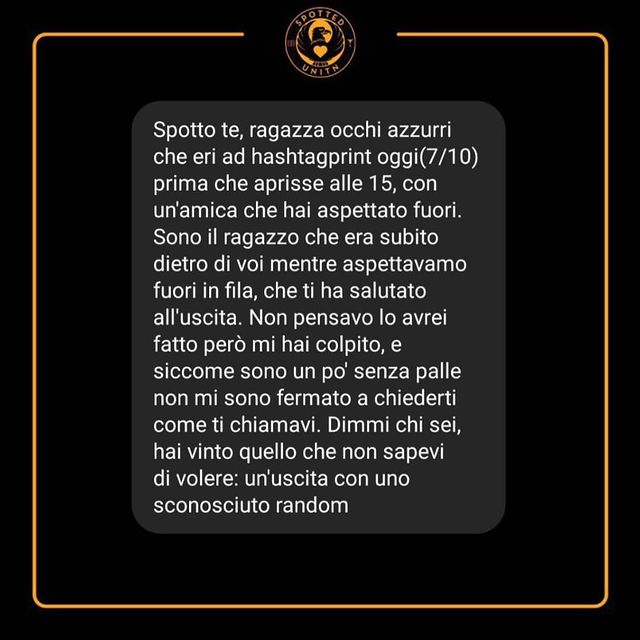 SPOTTED
UNITN
Spotto te, ragazza occhi azzurri
che eri ad hashtagprint oggi(7/10)
prima che aprisse alle 15, con
un'amica che hai aspettato fuori.
Sono il ragazzo che era subito
dietro di voi mentre aspettavamo
fuori in fila, che ti ha salutato
all'uscita. Non pensavo lo avrei
fatto però mi hai colpito, e
siccome sono un po' senza palle
non mi sono fermato a chiederti
come ti chiamavi. Dimmi chi sei,
hai vinto quello che non sapevi
di volere: un'uscita con uno
sconosciuto random